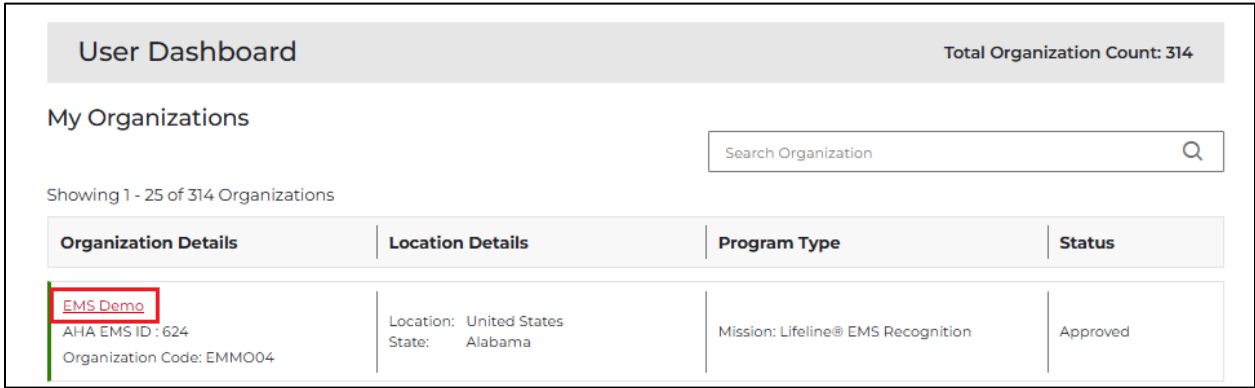 User Dashboard
Total Organization Count: 314
My Organizations
Search Organization
Showing 1 - 25 of 314 Organizations
Organization Details
Location Details
Program Type
Status
EMS Demo
AHA EMS ID : 624
Organization Code: EMMO04
Location: United States
State: Alabama
Mission: Lifeline® EMS Recognition
Approved